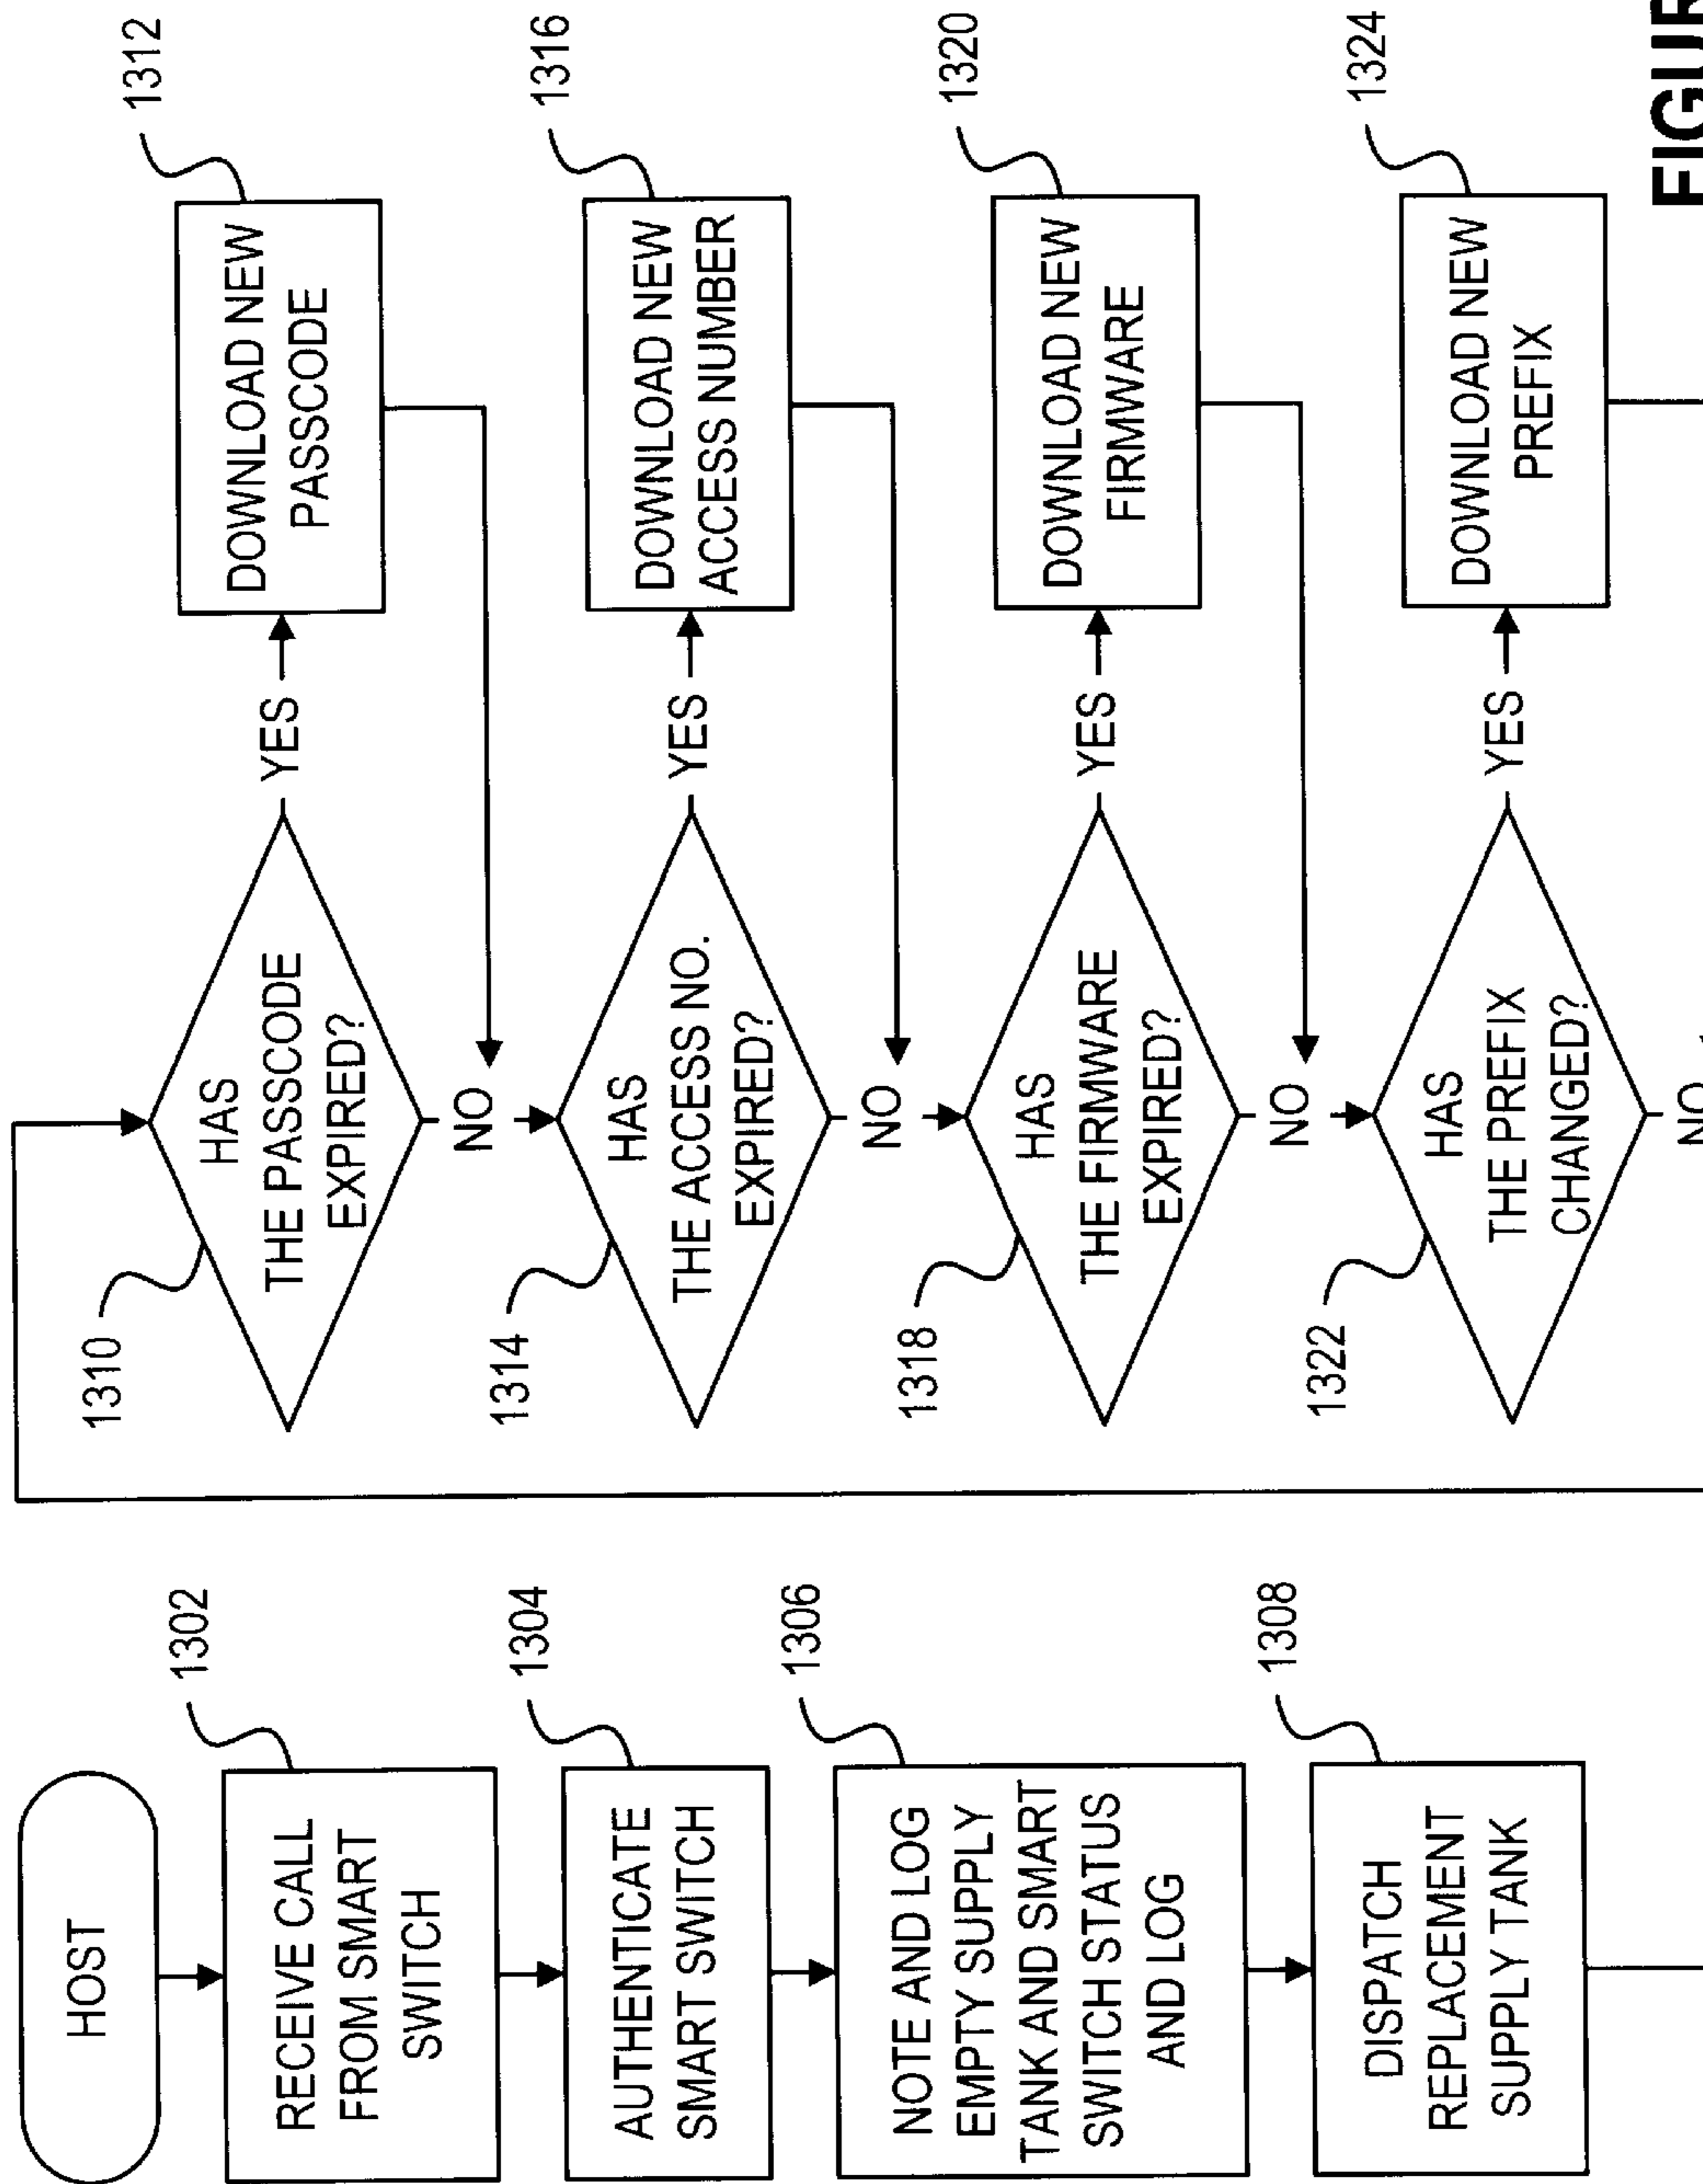 HOST
RECEIVE CALL
FROM SMART
SWITCH
1302
AUTHENTICATE
SMART SWITCH
1304
NOTE AND LOG
EMPTY SUPPLY
TANK AND SMART
SWITCH STATUS
AND LOG
1306
DISPATCH
REPLACEMENT
SUPPLY TANK
1308
1310
HAS
THE PASSCODE
EXPIRED?
YES
DOWNLOAD NEW
PASSCODE
1312
NO
1314
HAS
THE ACCESS NO.
EXPIRED?
YES
DOWNLOAD NEW
ACCESS NUMBER
1316
NO
1318
HAS
THE FIRMWARE
EXPIRED?
YES
DOWNLOAD NEW
FIRMWARE
1320
NO
1322
HAS
THE PREFIX
CHANGED?
YES
DOWNLOAD NEW
PREFIX
1324
NO